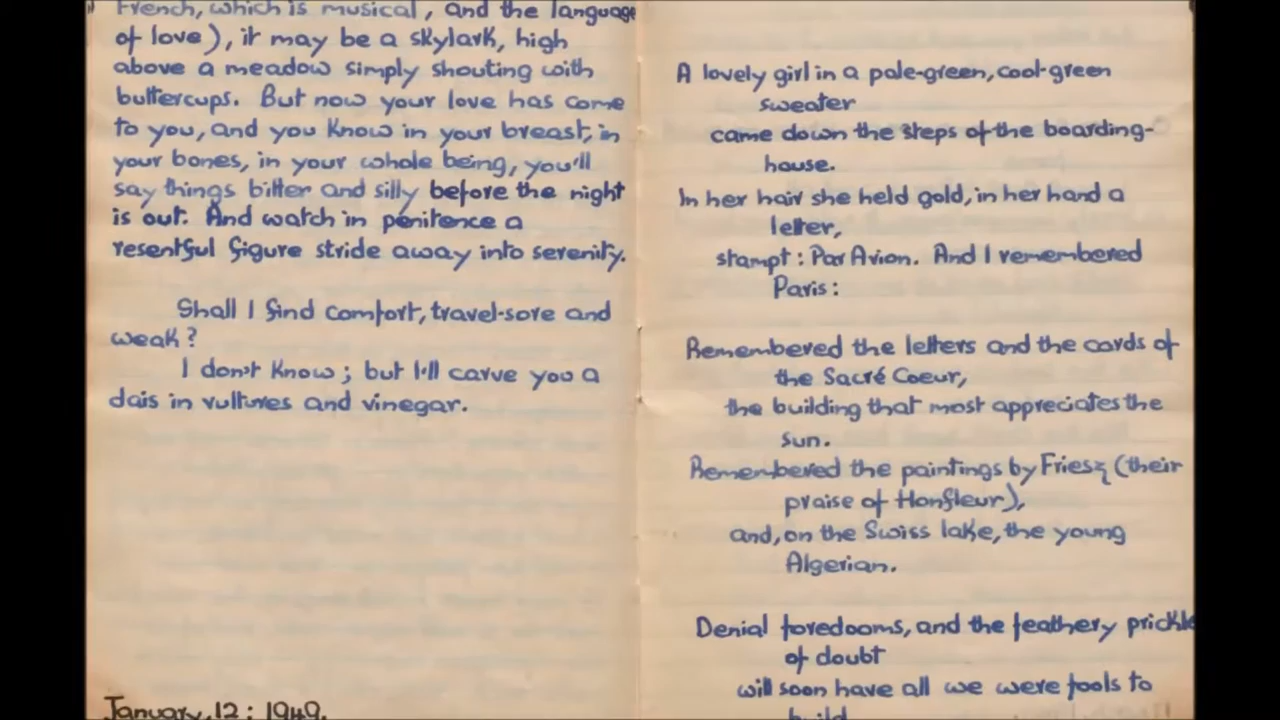 French, which is musical, and the language
of love), it may be a skylark, high
above a meadow simply shouting with
buttercups. But now your love has come
to you, and you know in your breast, in
your bones, in your whole being, you'll
say things bitter and silly before the night
is out. And watch in penitence a
resentful figure stride away into serenity.
Shall I find comfort, travel-sore and
weak?
I don't know; but I'll carve you a
dais in vultures and vinegar.
January, 12: 1949.
A lovely girl in a pale-green, cool-green
sweater
came down the steps of the boarding-
house.
In her hair she held gold, in her hand a
letter,
stampt: Par Avion. And I remembered
Paris:
Remembered the letters and the cards of
the Sacré Coeur,
the building that most appreciates the
sun.
Remembered the paintings by Friesz (their
praise of Honfleur),
and, on the Swiss lake, the young
Algerian.
Denial foredooms, and the feathery prickle
of doubt
will soon have all we were fools to
build